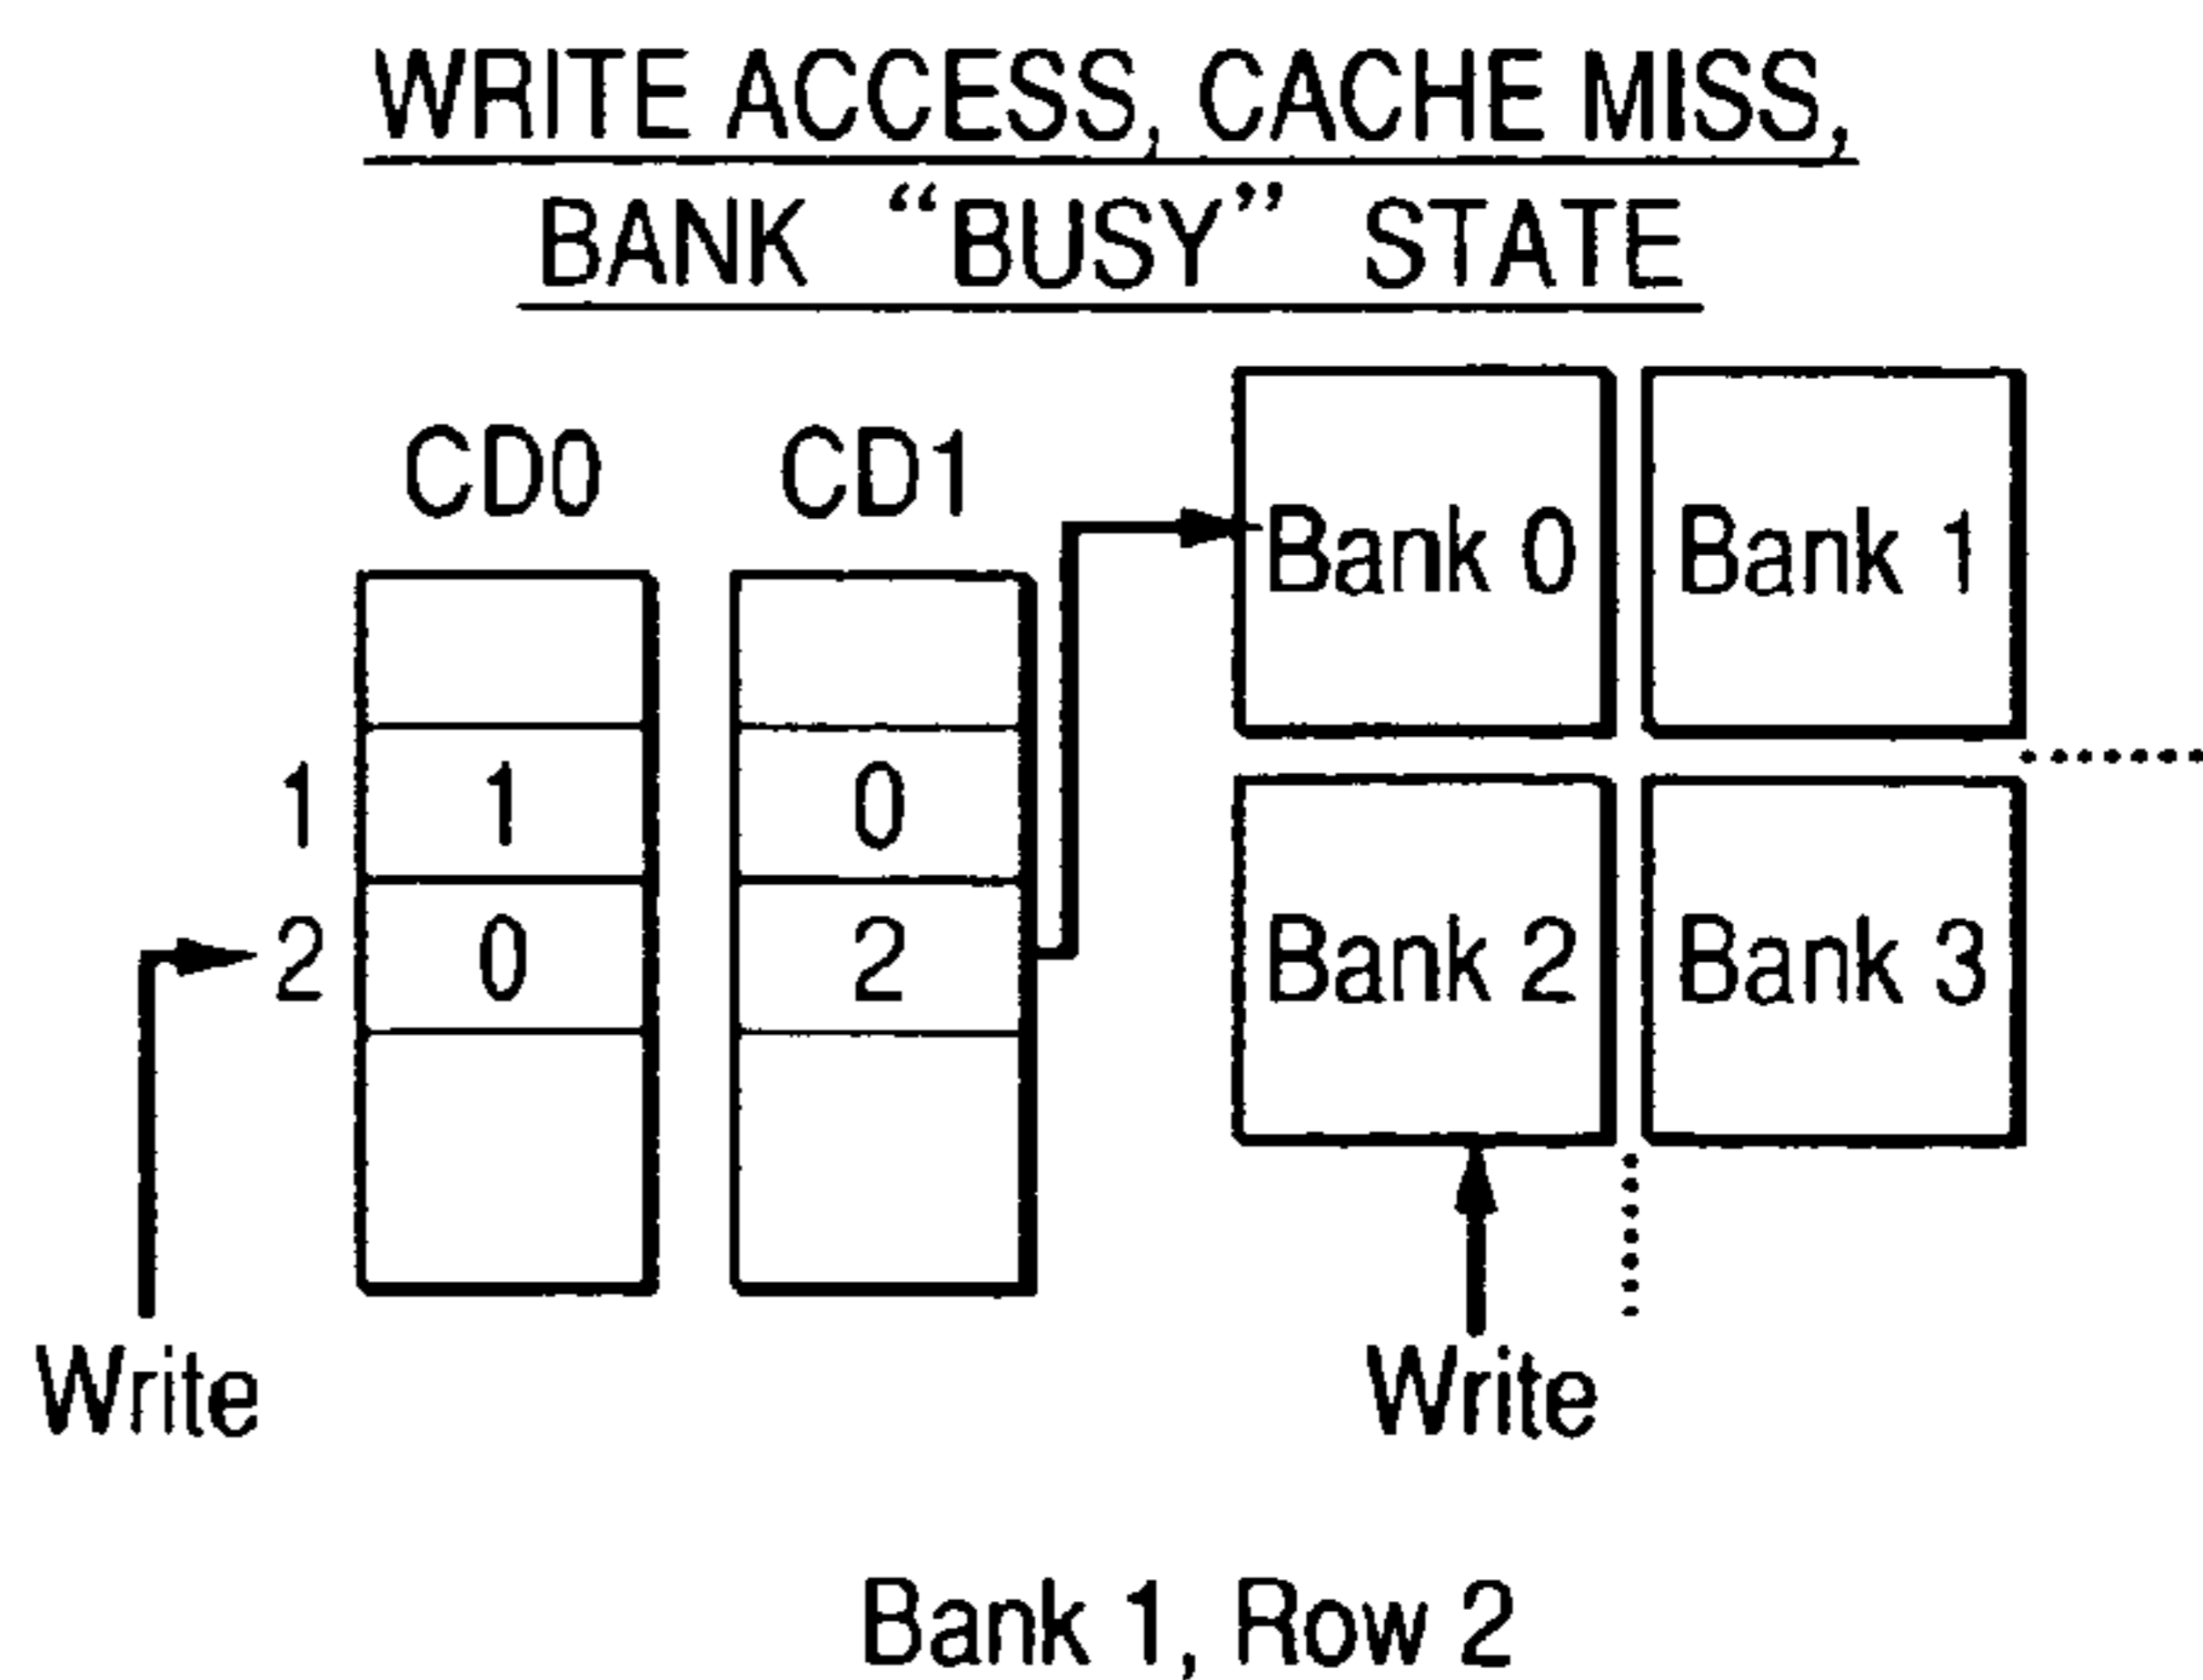 WRITE ACCESS, CACHE MISS,
BANK “BUSY” STATE
CD0 CD1
Bank 0 Bank 1
1 1 0
2 0 2
Bank 2 Bank 3
Write Write
Bank 1, Row 2